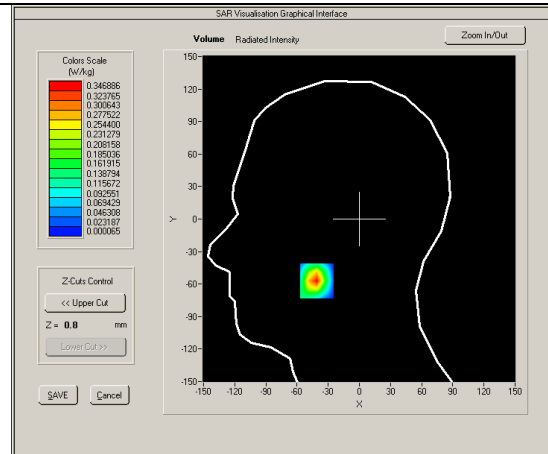 SAR Visualisation Graphical Interface
Volume Radiated Intensity
Zoom In/Out
Colors Scale
(W/kg)
0.346886
0.323765
0.300643
0.277522
0.254400
0.231279
0.208158
0.185036
0.161915
0.138794
0.115672
0.092551
0.069429
0.046308
0.023187
0.000065
Z-Cuts Control
<< Upper Cut
Z = 0.8 mm
Lower Cut >>
SAVE Cancel
150
120
90
60
30
0
-30
-60
-90
-120
-150
Y
-150 -120 -90 -60 -30 0 30 60 90 120 150
X